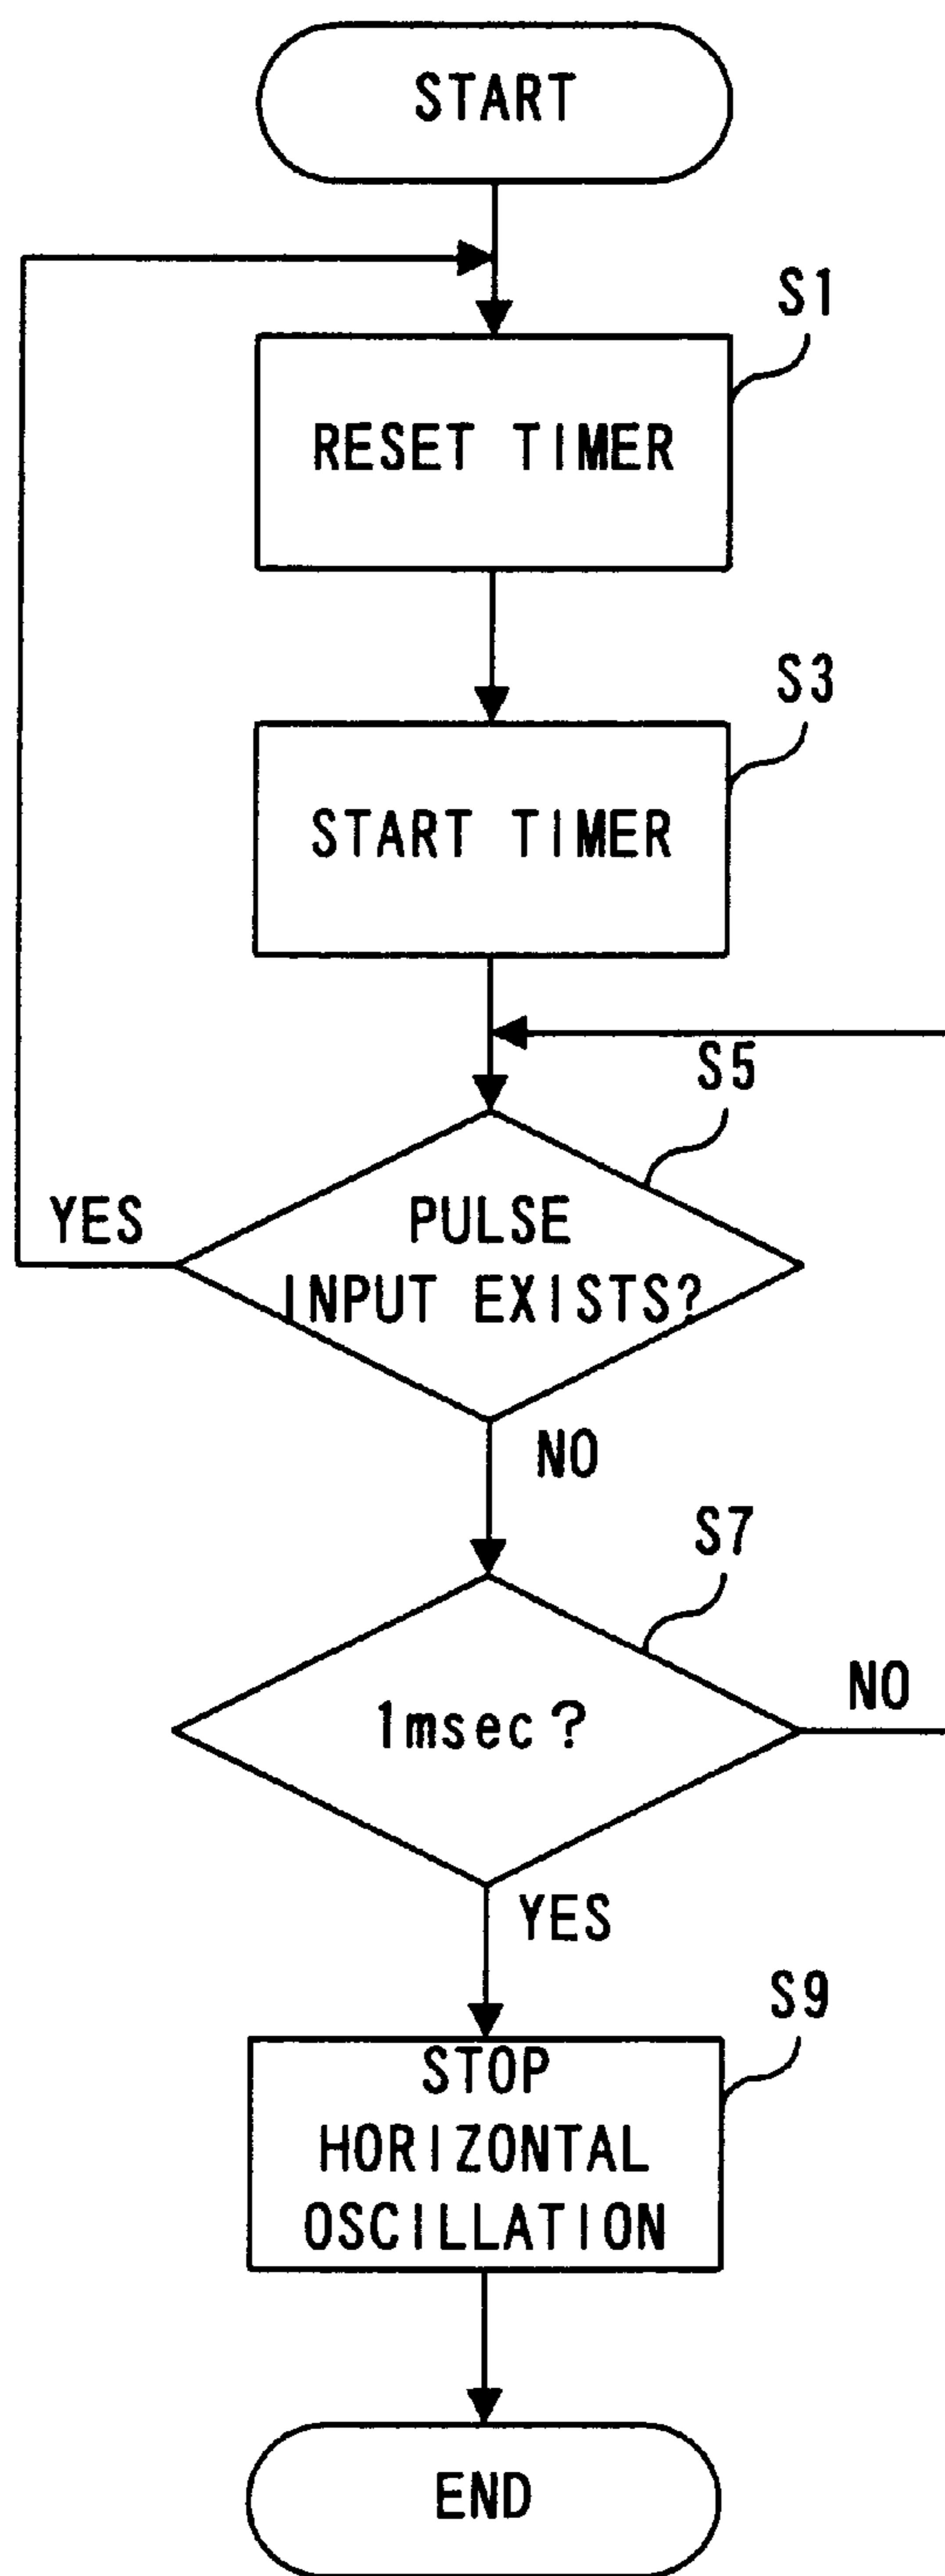 START
S1
RESET TIMER
S3
START TIMER
S5
YES
PULSE
INPUT EXISTS?
NO
S7
1msec?
NO
YES
S9
STOP
HORIZONTAL
OSCILLATION
END